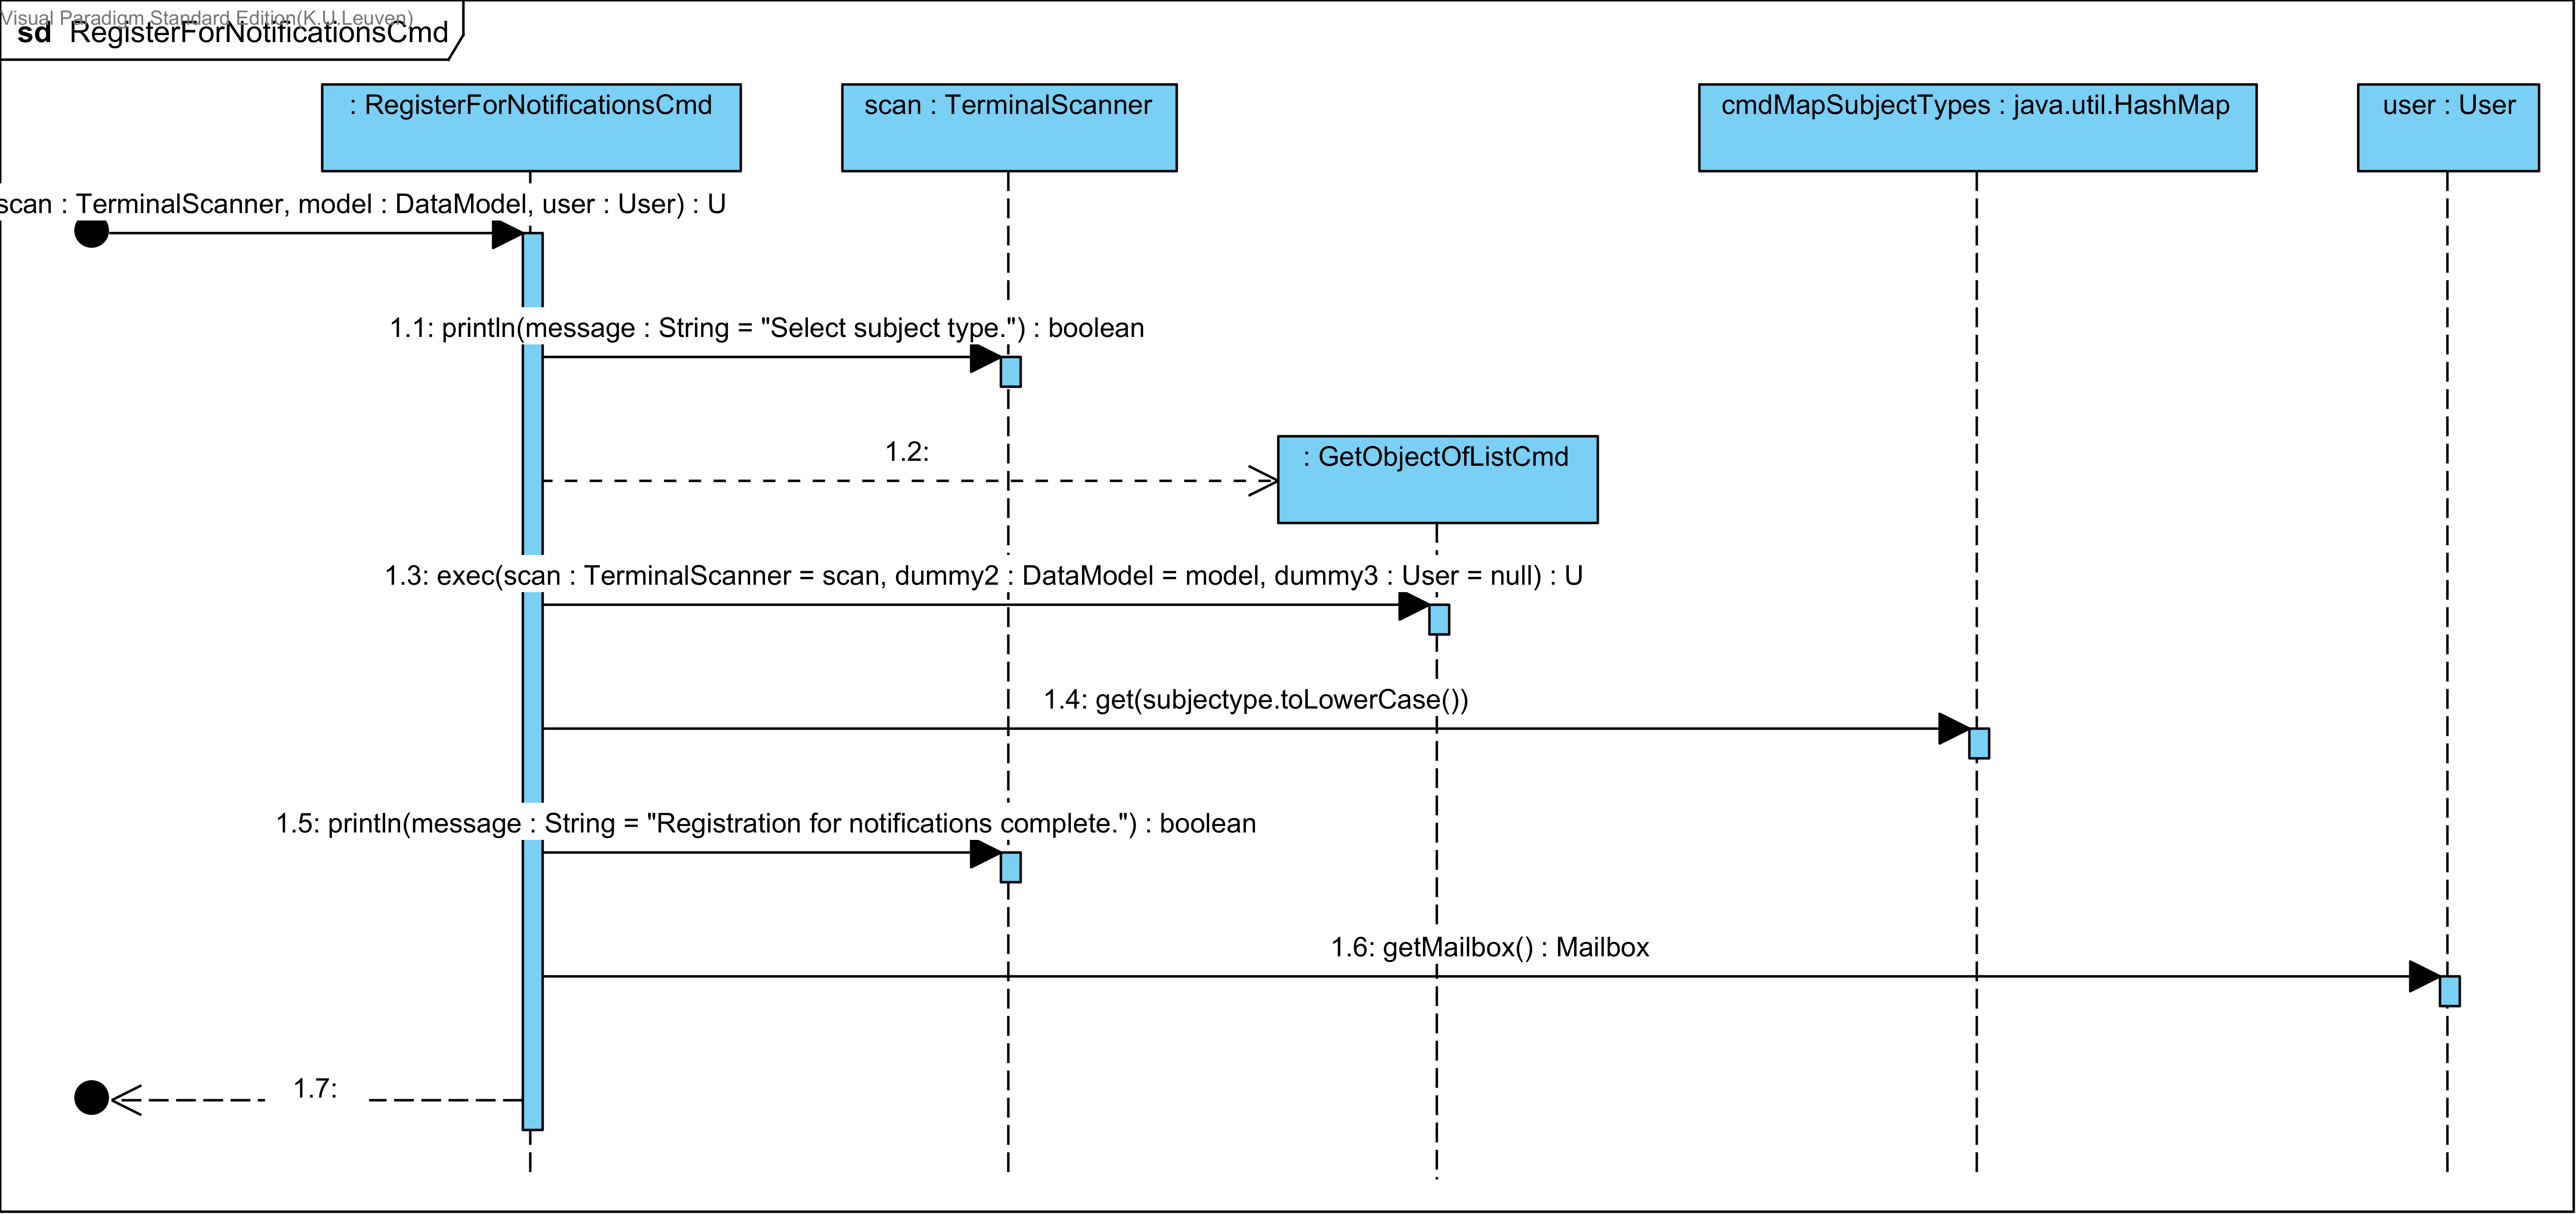 Visual Paradigm Standard Edition(K.U.Leuven)
sd RegisterForNotificationsCmd
: RegisterForNotificationsCmd
scan : TerminalScanner
cmdMapSubjectTypes : java.util.HashMap
user : User
scan : TerminalScanner, model : DataModel, user : User) : U
1.1: println(message : String = "Select subject type.") : boolean
1.2:
: GetObjectOfListCmd
1.3: exec(scan : TerminalScanner = scan, dummy2 : DataModel = model, dummy3 : User = null) : U
1.4: get(subjectype.toLowerCase())
1.5: println(message : String = "Registration for notifications complete.") : boolean
1.6: getMailbox() : Mailbox
1.7: